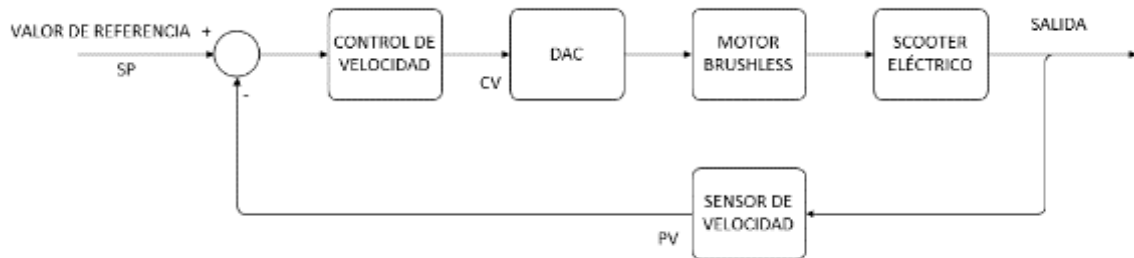 SALIDA
VALOR DE REFERENCIA +
SP
-
CONTROL DE
VELOCIDAD
CV
DAC
MOTOR
BRUSHLESS
SCOOTER
ELÉCTRICO
SENSOR DE
VELOCIDAD
PV